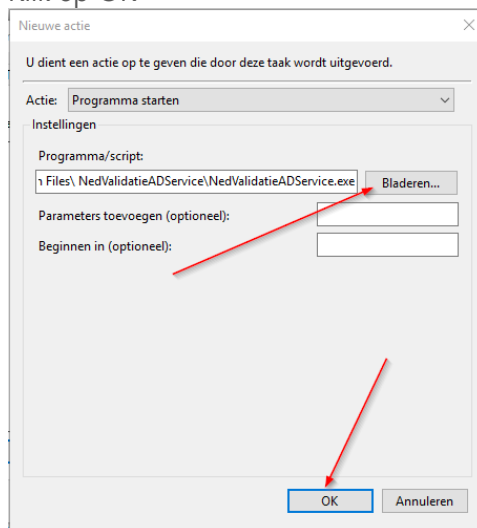 Nieuwe actie
U dient een actie op te geven die door deze taak wordt uitgevoerd.
Actie: Programma starten
Instellingen
Programma/script:
Files\ NedValidatieADService\NedValidatieADService.exe Bladeren...
Parameters toevoegen (optioneel):
Beginnen in (optioneel):
OK Annuleren